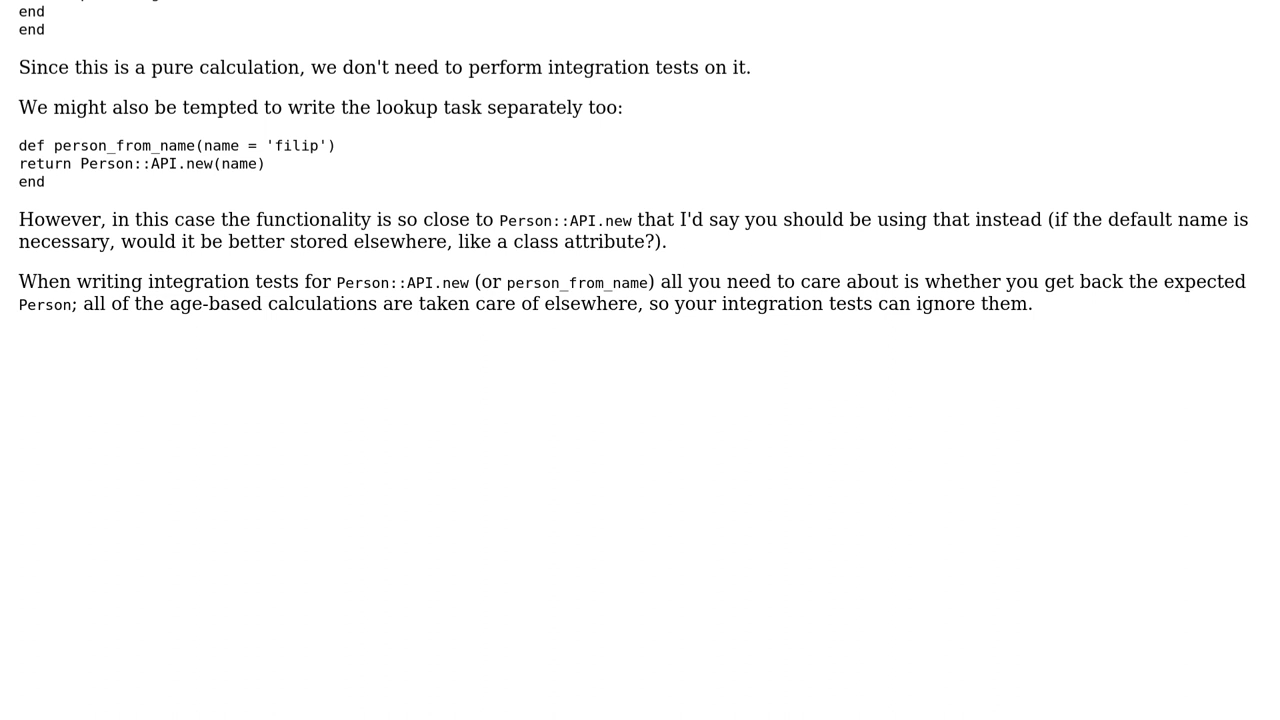 end
end
Since this is a pure calculation, we don't need to perform integration tests on it.
We might also be tempted to write the lookup task separately too:
def person_from_name(name = 'filip')
return Person::API.new(name)
end
However, in this case the functionality is so close to Person::API.new that I'd say you should be using that instead (if the default name is
necessary, would it be better stored elsewhere, like a class attribute?).
When writing integration tests for Person::API.new (or person_from_name) all you need to care about is whether you get back the expected
Person; all of the age-based calculations are taken care of elsewhere, so your integration tests can ignore them.